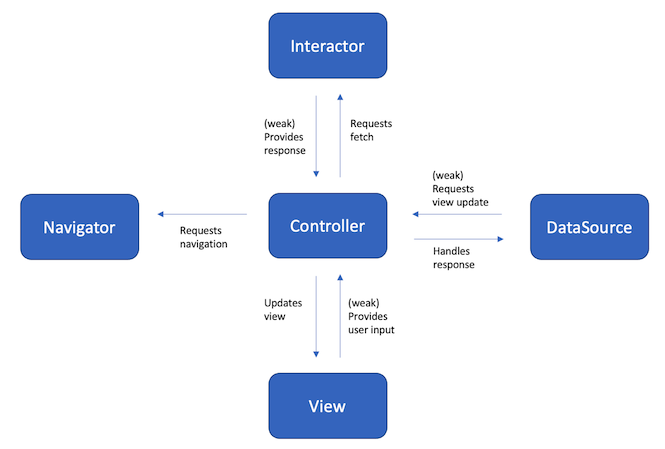 Interactor
(weak)
Provides
response
Requests
fetch
(weak)
Requests
view update
Navigator
Requests
navigation
Controller
DataSource
Handles
response
Updates
view
(weak)
Provides
user input
View